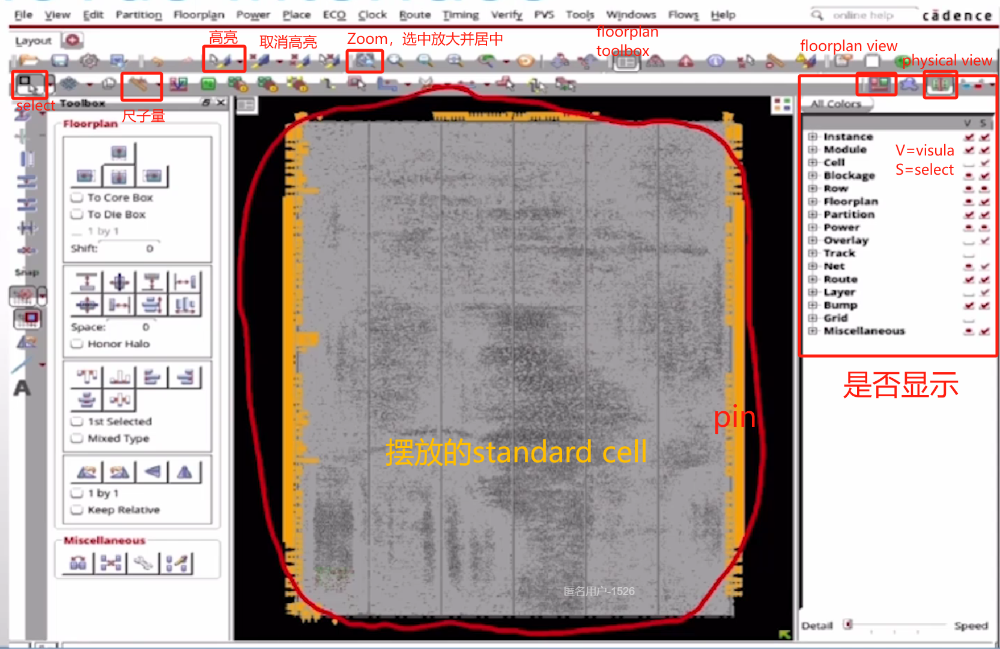 File View Edit Partition Floorplan Power Place ECO Clock Route Timing Verify PVS Tools Windows Flows Help
online help
cādence
Layout
高亮
取消高亮
Zoom，选中放大并居中
floorplan
toolbox
floorplan view
physical view
select
尺子量
Toolbox
Floorplan
To Core Box
To Die Box
1 by 1
Shift: 0
Space: 0
Honor Halo
1st Selected
Mixed Type
1 by 1
Keep Relative
Miscellaneous
Snap
A
All Colors
V S
Instance
Module
Cell
Blockage
Row
Floorplan
Partition
Power
Overlay
Track
Net
Route
Layer
Bump
Grid
Miscellaneous
V=visula
S=select
是否显示
pin
摆放的standard cell
匿名用户-1526
Detail Speed